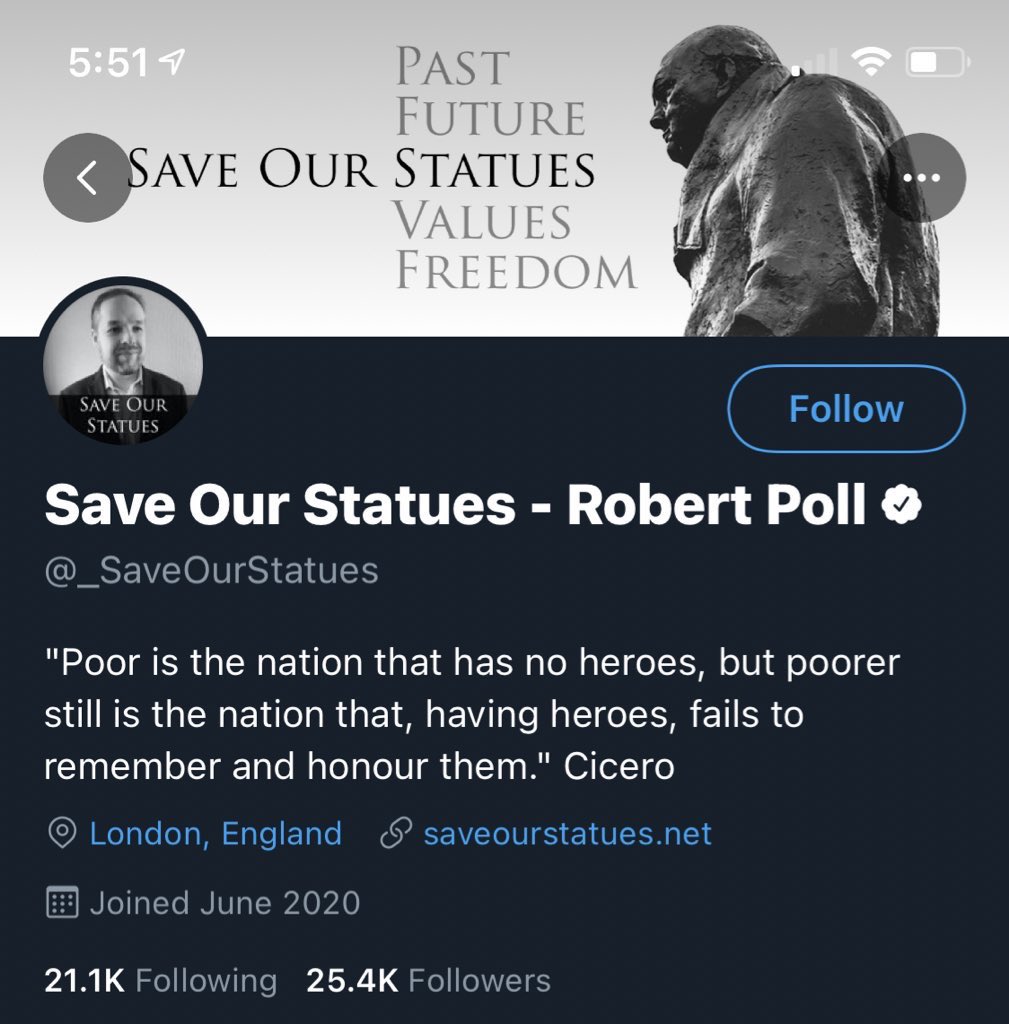 5:51
PAST
FUTURE
SAVE OUR STATUES
VALUES
FREEDOM
SAVE OUR
STATUES
Follow
Save Our Statues - Robert Poll
@_SaveOurStatues
"Poor is the nation that has no heroes, but poorer
still is the nation that, having heroes, fails to
remember and honour them." Cicero
London, England saveourstatues.net
Joined June 2020
21.1K Following 25.4K Followers